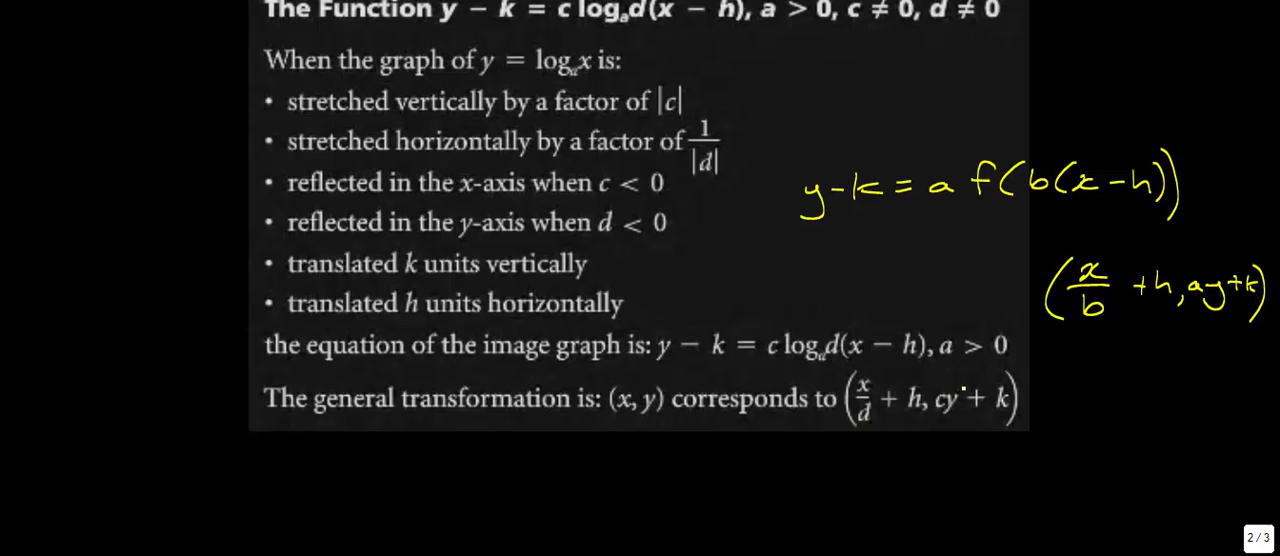 The Function y − k = c logₐd(x − h), a > 0, c ≠ 0, d ≠ 0
When the graph of y = logₐx is:
• stretched vertically by a factor of |c|
• stretched horizontally by a factor of 1/|d|
• reflected in the x-axis when c < 0
• reflected in the y-axis when d < 0
• translated k units vertically
• translated h units horizontally
the equation of the image graph is: y − k = c logₐd(x − h), a > 0
The general transformation is: (x, y) corresponds to (x/d + h, cy + k)
y-k = a f(b(x-h))
(x/b + h, ay+k)
2/3